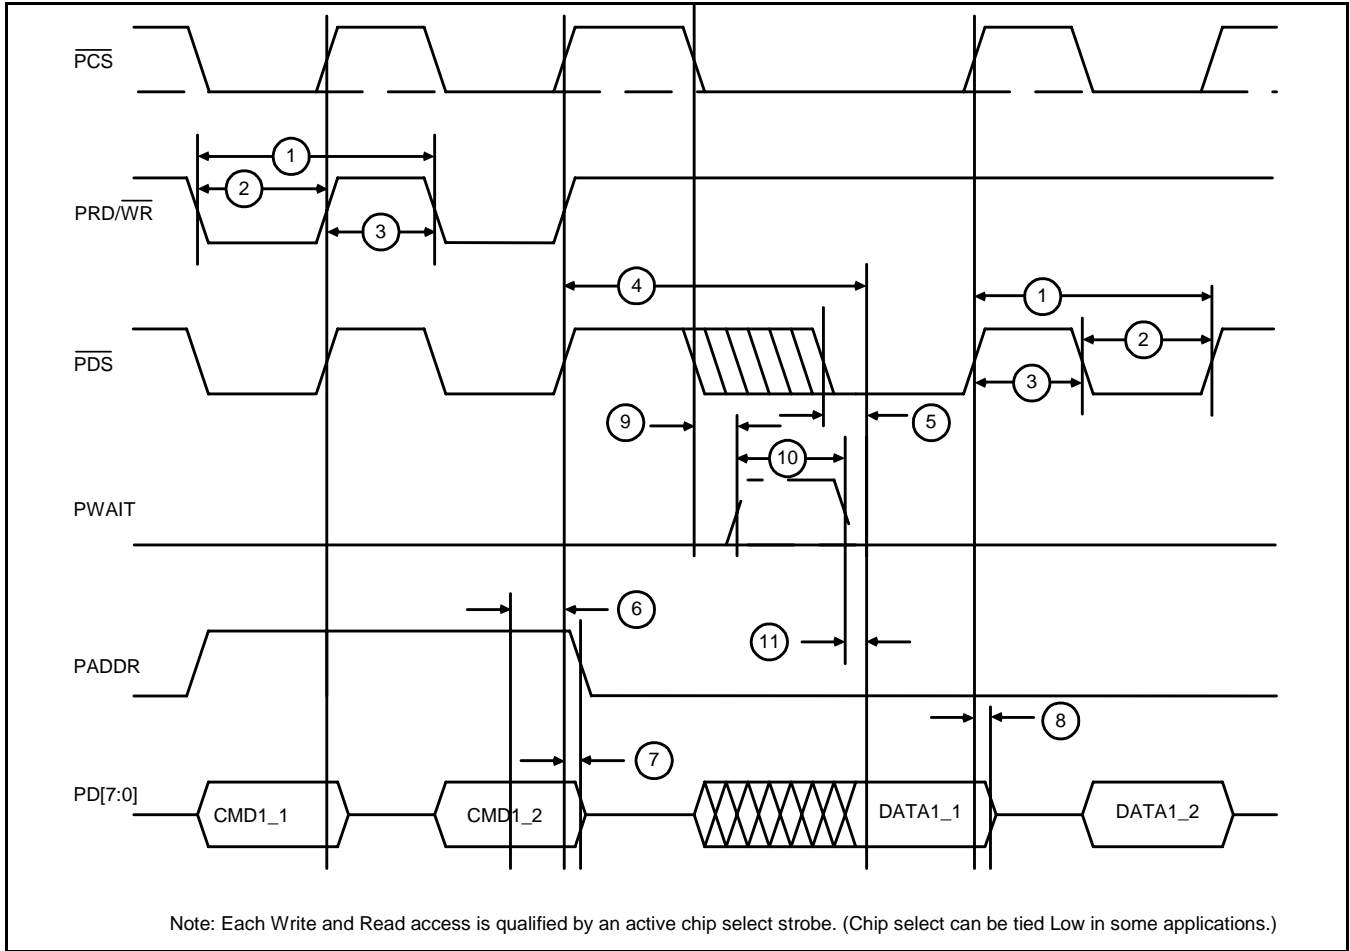 PCS
1
PRD/WR
2
3
4
1
PDS
2
3
9
5
10
PWAIT
6
11
PADDR
8
7
PD[7:0]
CMD1_1
CMD1_2
DATA1_1
DATA1_2
Note: Each Write and Read access is qualified by an active chip select strobe. (Chip select can be tied Low in some applications.)